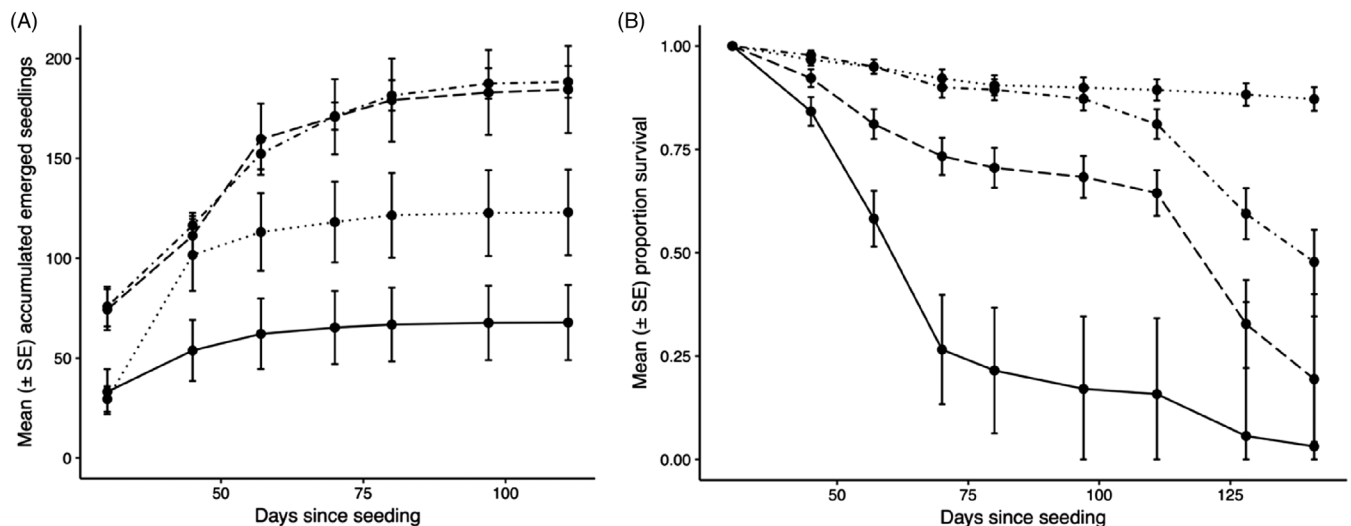 (A)
Mean (± SE) accumulated emerged seedlings
200
150
100
50
0
50 75 100
Days since seeding
(B)
Mean (± SE) proportion survival
1.00
0.75
0.50
0.25
0.00
50 75 100 125
Days since seeding